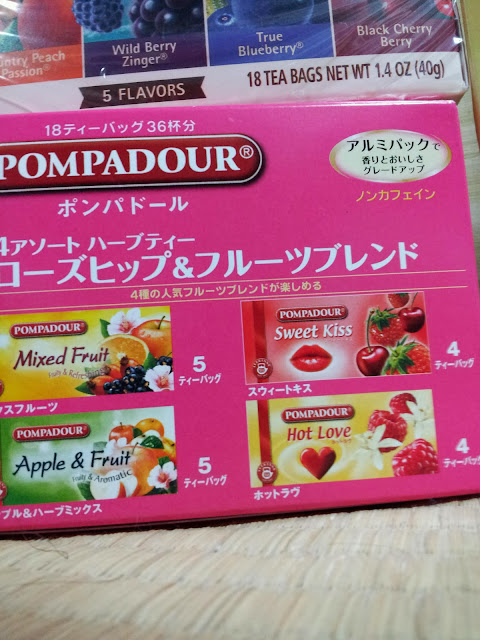 Country Peach Passion®
Wild Berry Zinger®
True Blueberry®
Black Cherry Berry
5 FLAVORS
18 TEA BAGS NET WT 1.4 OZ (40g)
18ティーバッグ36杯分
POMPADOUR®
ポンパドール
アルミパックで
香りとおいしさ
グレードアップ
ノンカフェイン
4アソート ハーブティー
ローズヒップ&フルーツブレンド
4種の人気フルーツブレンドが楽しめる
POMPADOUR
Mixed Fruit
Fruity & Refreshing
5
ティーバッグ
クスフルーツ
POMPADOUR
Sweet Kiss
4
ティーバッグ
スウィートキス
POMPADOUR
Apple & Fruit
Fruity & Aromatic
5
ティーバッグ
プル&ハーブミックス
POMPADOUR
Hot Love
4
ティーバッグ
ホットラヴ